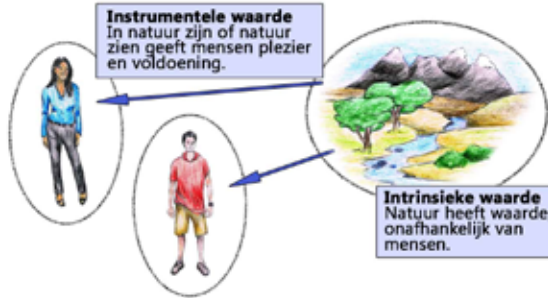 Instrumentele waarde
In natuur zijn of natuur
zien geeft mensen plezier
en voldoening.
Intrinsieke waarde
Natuur heeft waarde
onafhankelijk van
mensen.